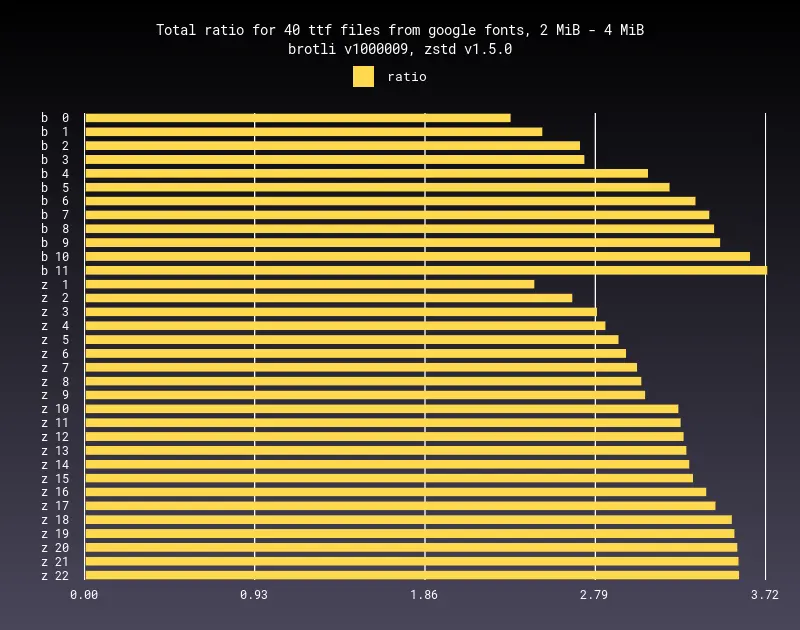 Total ratio for 40 ttf files from google fonts, 2 MiB - 4 MiB
brotli v1000009, zstd v1.5.0
ratio
b  0
b  1
b  2
b  3
b  4
b  5
b  6
b  7
b  8
b  9
b 10
b 11
z  1
z  2
z  3
z  4
z  5
z  6
z  7
z  8
z  9
z 10
z 11
z 12
z 13
z 14
z 15
z 16
z 17
z 18
z 19
z 20
z 21
z 22
0.00 0.93 1.86 2.79 3.72